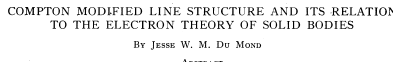 COMPTON MODIFIED LINE STRUCTURE AND ITS RELATION
TO THE ELECTRON THEORY OF SOLID BODIES
BY JESSE W. M. DU MOND